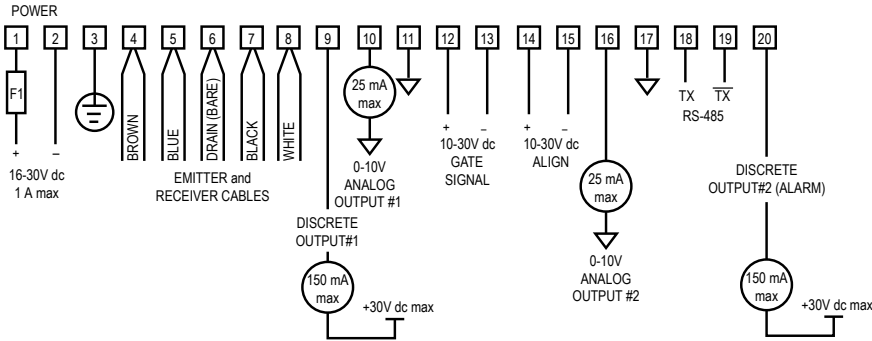 POWER
1 2 3 4 5 6 7 8 9 10 11 12 13 14 15 16 17 18 19 20
F1
+ –
16-30V dc
1 A max
BROWN
BLUE
DRAIN (BARE)
BLACK
WHITE
EMITTER and
RECEIVER CABLES
DISCRETE
OUTPUT#1
150 mA
max
+30V dc max
25 mA
max
0-10V
ANALOG
OUTPUT #1
+ –
10-30V dc
GATE
SIGNAL
+ –
10-30V dc
ALIGN
25 mA
max
0-10V
ANALOG
OUTPUT #2
TX TX
RS-485
DISCRETE
OUTPUT#2 (ALARM)
150 mA
max
+30V dc max